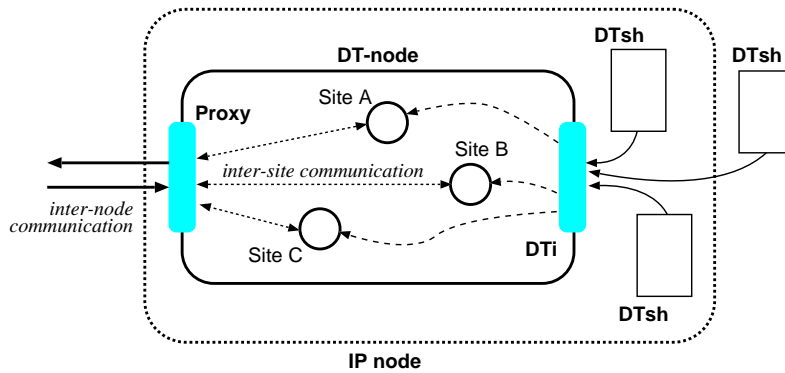 DTsh
DTsh
DT-node
Proxy
Site A
Site B
inter-site communication
inter-node
communication
Site C
DTi
DTsh
IP node